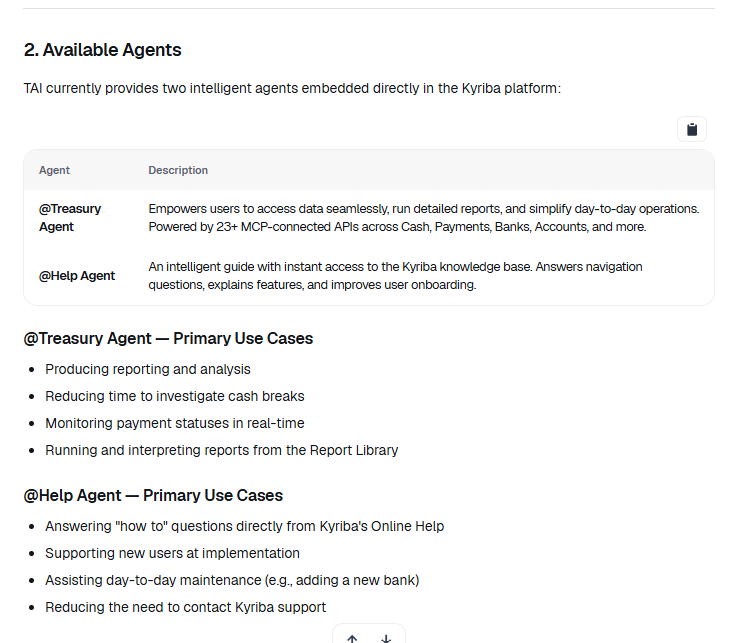 2. Available Agents
TAI currently provides two intelligent agents embedded directly in the Kyriba platform:
Agent Description
@Treasury Agent
Empowers users to access data seamlessly, run detailed reports, and simplify day-to-day operations.
Powered by 23+ MCP-connected APIs across Cash, Payments, Banks, Accounts, and more.
@Help Agent
An intelligent guide with instant access to the Kyriba knowledge base. Answers navigation
questions, explains features, and improves user onboarding.
@Treasury Agent — Primary Use Cases
• Producing reporting and analysis
• Reducing time to investigate cash breaks
• Monitoring payment statuses in real-time
• Running and interpreting reports from the Report Library
@Help Agent — Primary Use Cases
• Answering "how to" questions directly from Kyriba's Online Help
• Supporting new users at implementation
• Assisting day-to-day maintenance (e.g., adding a new bank)
• Reducing the need to contact Kyriba support